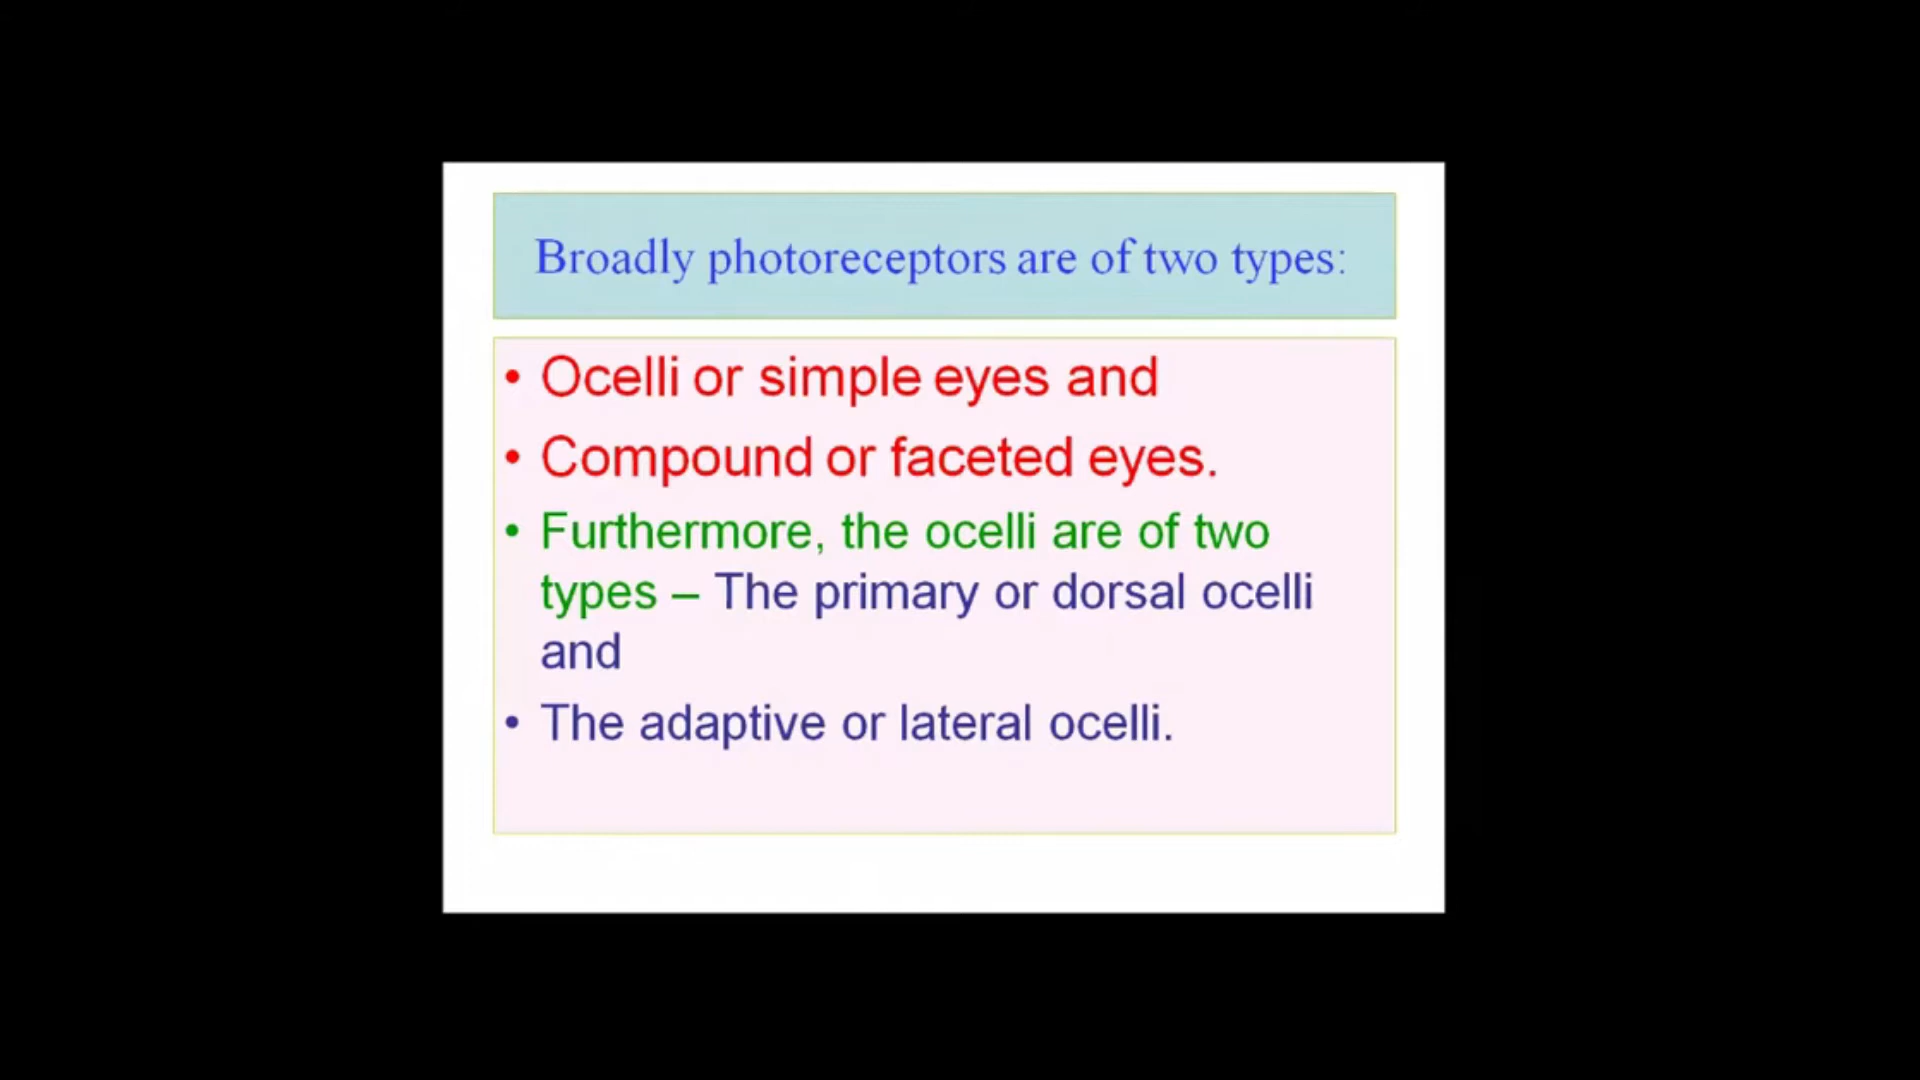 Broadly photoreceptors are of two types:
• Ocelli or simple eyes and
• Compound or faceted eyes.
• Furthermore, the ocelli are of two
types – The primary or dorsal ocelli
and
• The adaptive or lateral ocelli.